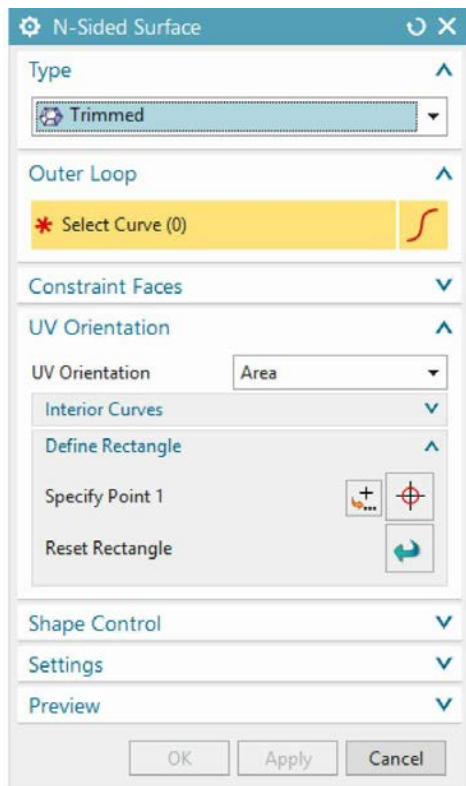 N-Sided Surface
Type
Trimmed
Outer Loop
* Select Curve (0)
Constraint Faces
UV Orientation
UV Orientation Area
Interior Curves
Define Rectangle
Specify Point 1
Reset Rectangle
Shape Control
Settings
Preview
OK Apply Cancel